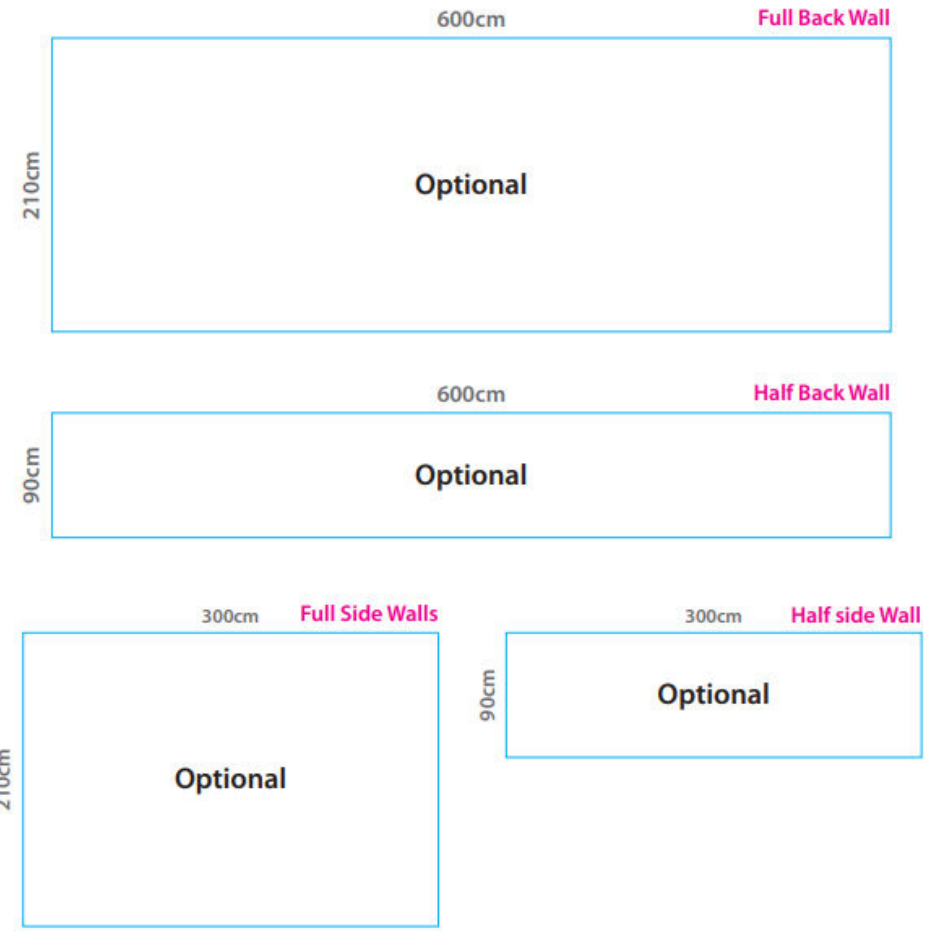 600cm
Full Back Wall
210cm
Optional
600cm
Half Back Wall
90cm
Optional
300cm
Full Side Walls
210cm
Optional
300cm
Half side Wall
90cm
Optional